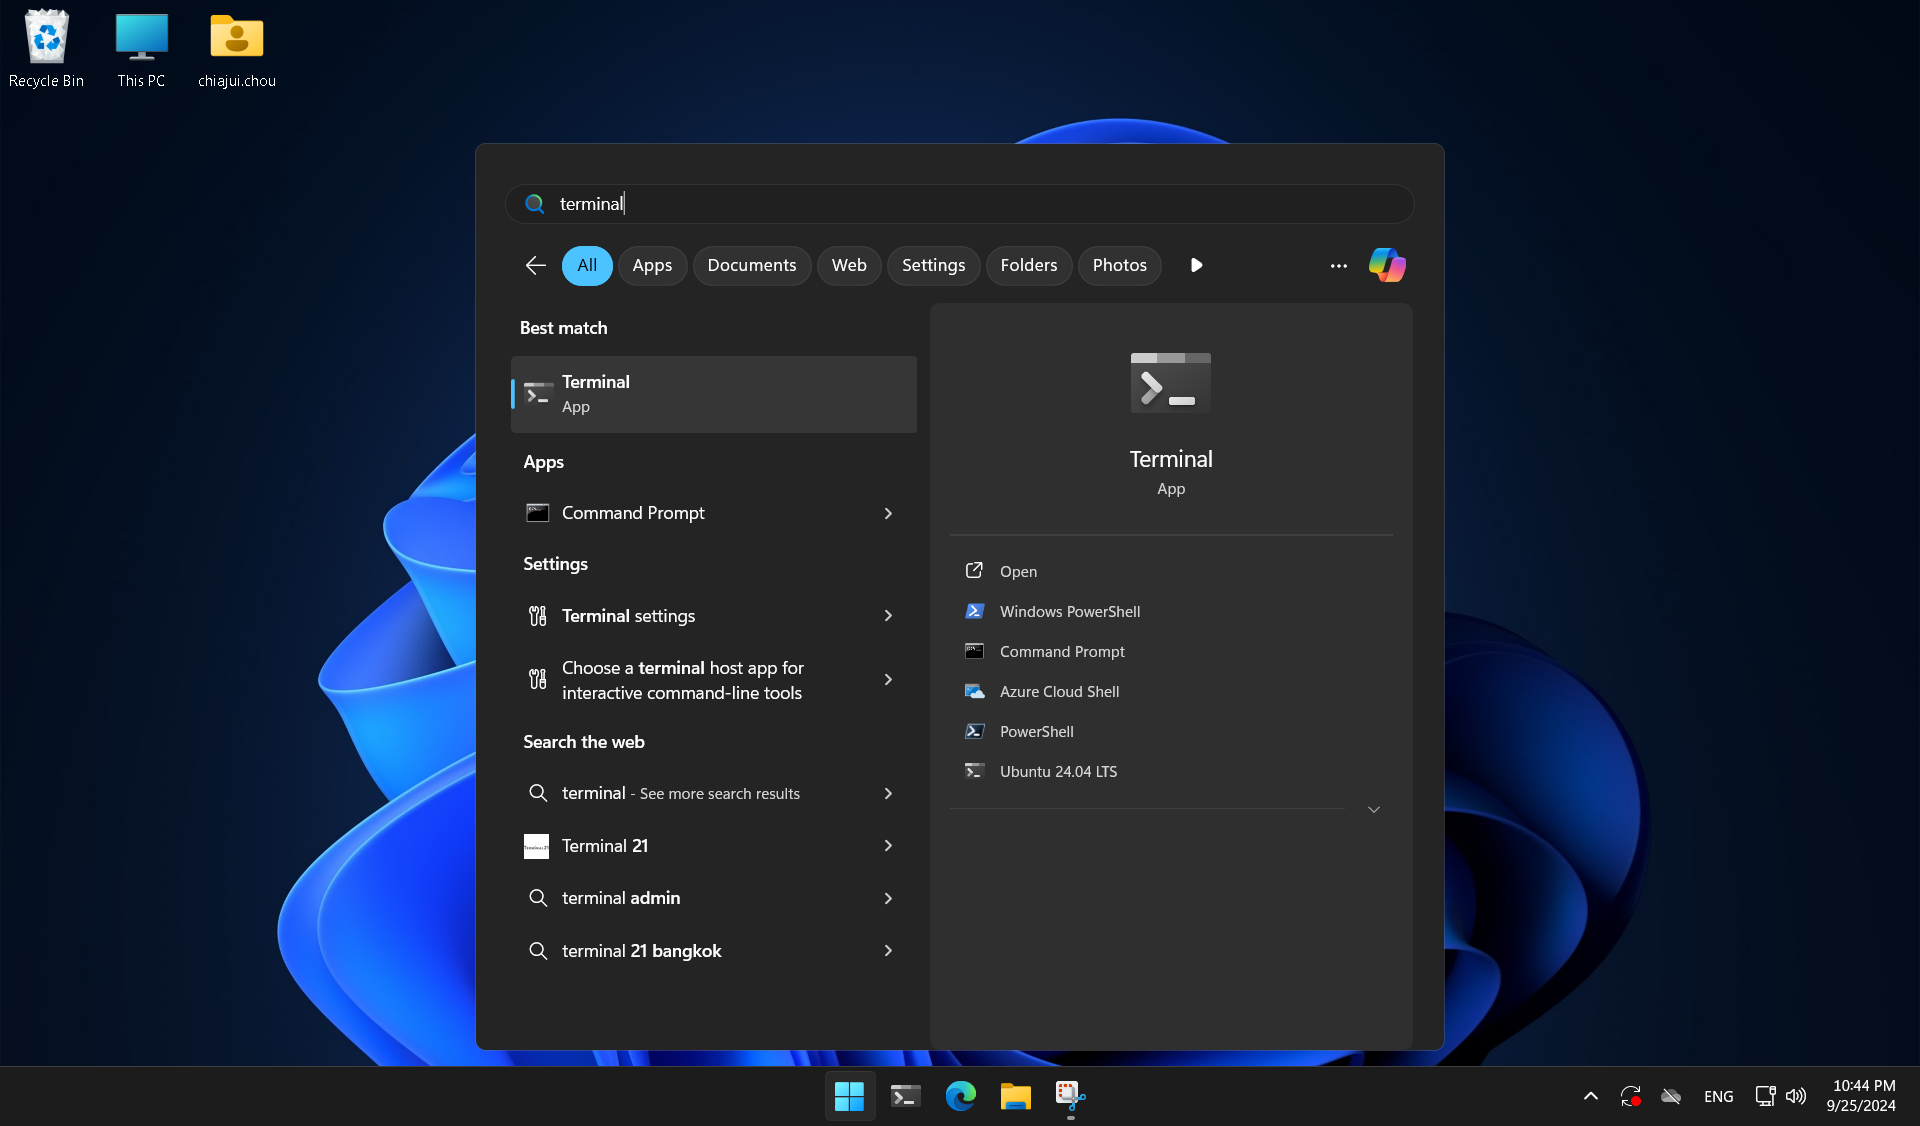 Recycle Bin
This PC
chiajui.chou
terminal
All
Apps
Documents
Web
Settings
Folders
Photos
Best match
Terminal
App
Apps
Command Prompt
Settings
Terminal settings
Choose a terminal host app for
interactive command-line tools
Search the web
terminal - See more search results
Terminal 21
terminal admin
terminal 21 bangkok
Terminal
App
Open
Windows PowerShell
Command Prompt
Azure Cloud Shell
PowerShell
Ubuntu 24.04 LTS
ENG
10:44 PM
9/25/2024